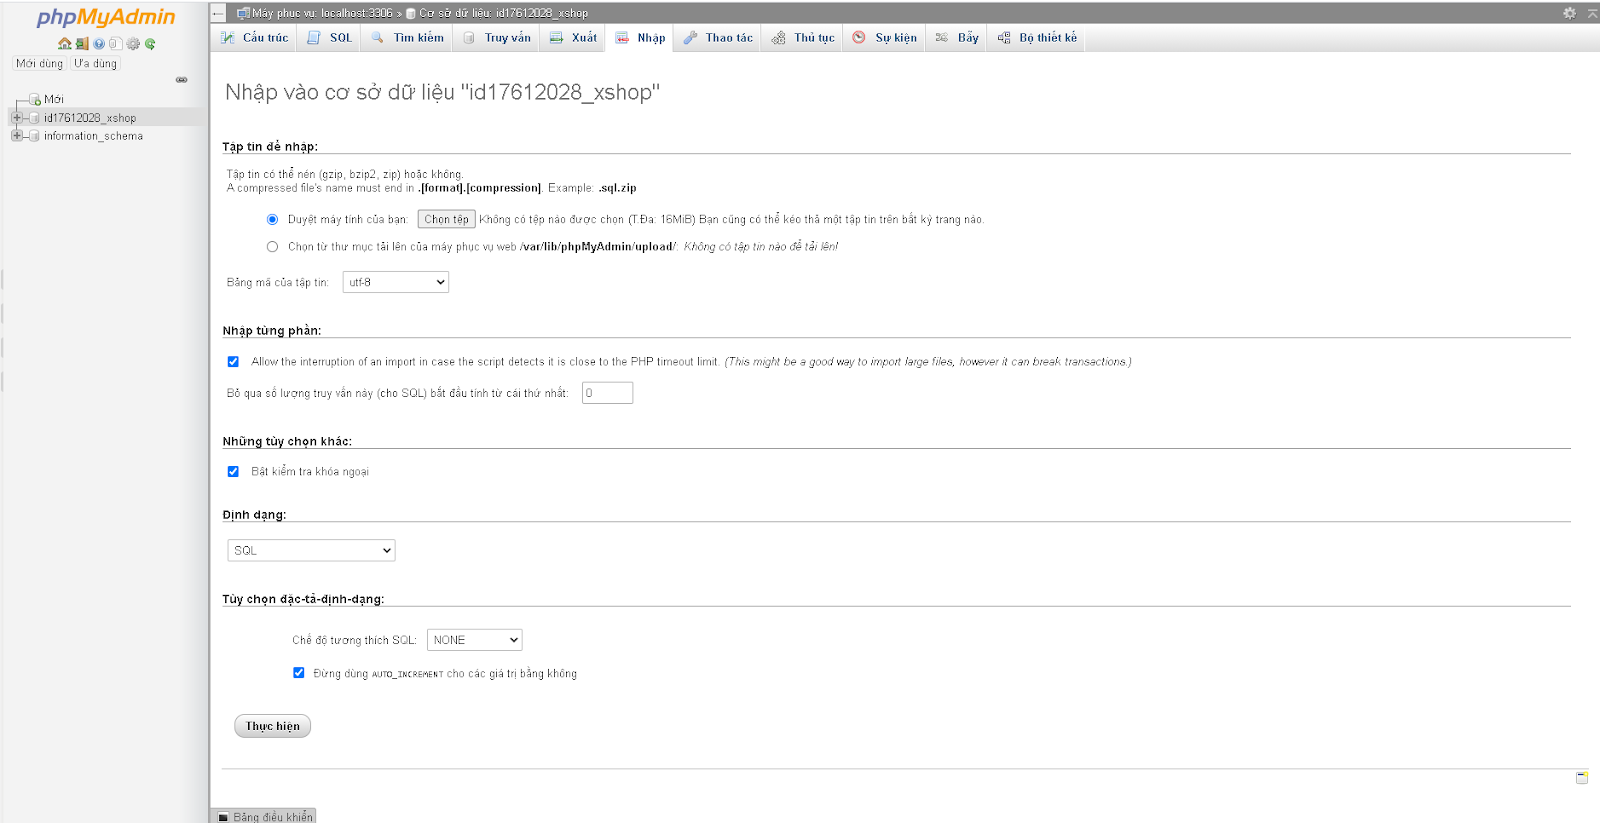 phpMyAdmin
Mới dùng Ưa dùng
Mới
id17612028_xshop
information_schema
Máy phục vụ: localhost:3306 » Cơ sở dữ liệu: id17612028_xshop
Cấu trúc SQL Tìm kiếm Truy vấn Xuất Nhập Thao tác Thủ tục Sự kiện Bẫy Bộ thiết kế
Nhập vào cơ sở dữ liệu "id17612028_xshop"
Tập tin để nhập:
Tập tin có thể nén (gzip, bzip2, zip) hoặc không.
A compressed file's name must end in .[format].[compression]. Example: .sql.zip
Duyệt máy tính của bạn: Chọn tệp Không có tệp nào được chọn (T.Đa: 16MiB) Bạn cũng có thể kéo thả một tập tin trên bất kỳ trang nào.
Chọn từ thư mục tải lên của máy phục vụ web /var/lib/phpMyAdmin/upload/: Không có tập tin nào để tải lên!
Bảng mã của tập tin: utf-8
Nhập từng phần:
Allow the interruption of an import in case the script detects it is close to the PHP timeout limit. (This might be a good way to import large files, however it can break transactions.)
Bỏ qua số lượng truy vấn này (cho SQL) bắt đầu tính từ cái thứ nhất: 0
Những tùy chọn khác:
Bật kiểm tra khóa ngoại
Định dạng:
SQL
Tùy chọn đặc-tả-định-dạng:
Chế độ tương thích SQL: NONE
Đừng dùng AUTO_INCREMENT cho các giá trị bằng không
Thực hiện
Bảng điều khiển